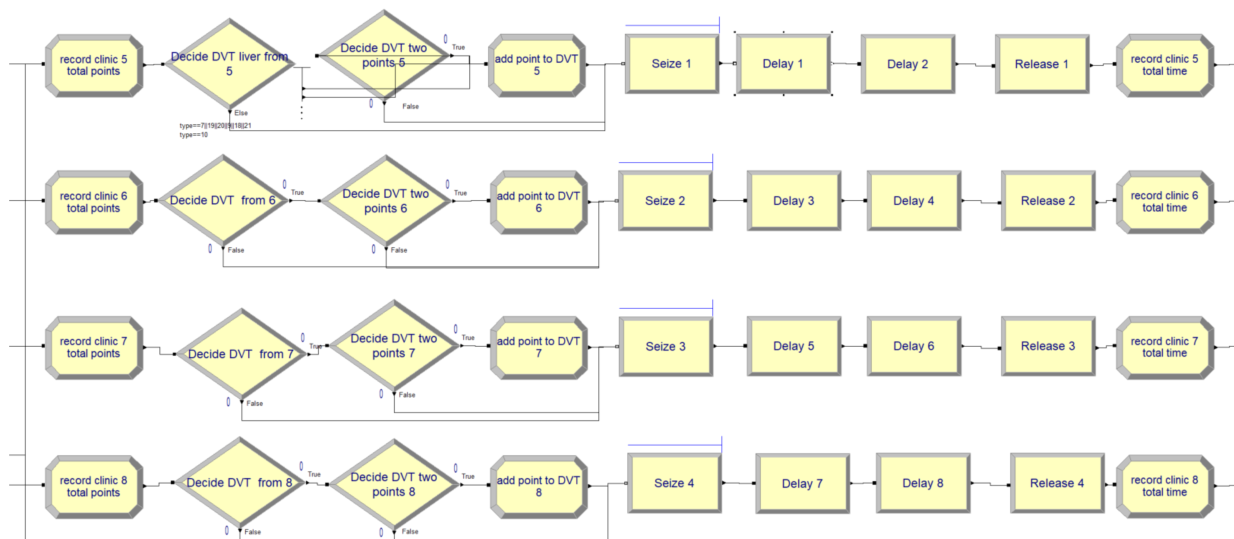 record clinic 5
total points
Decide DVT liver from
5
Else
type==7||19||20||9||18||21
type==10
Decide DVT two
points 5
0
True
0
False
add point to DVT
5
Seize 1
Delay 1
Delay 2
Release 1
record clinic 5
total time
record clinic 6
total points
Decide DVT from 6
0
True
0
False
Decide DVT two
points 6
0
True
0
False
add point to DVT
6
Seize 2
Delay 3
Delay 4
Release 2
record clinic 6
total time
record clinic 7
total points
Decide DVT from 7
0
True
0
False
Decide DVT two
points 7
0
True
0
False
add point to DVT
7
Seize 3
Delay 5
Delay 6
Release 3
record clinic 7
total time
record clinic 8
total points
Decide DVT from 8
0
True
0
False
Decide DVT two
points 8
0
True
0
False
add point to DVT
8
Seize 4
Delay 7
Delay 8
Release 4
record clinic 8
total time